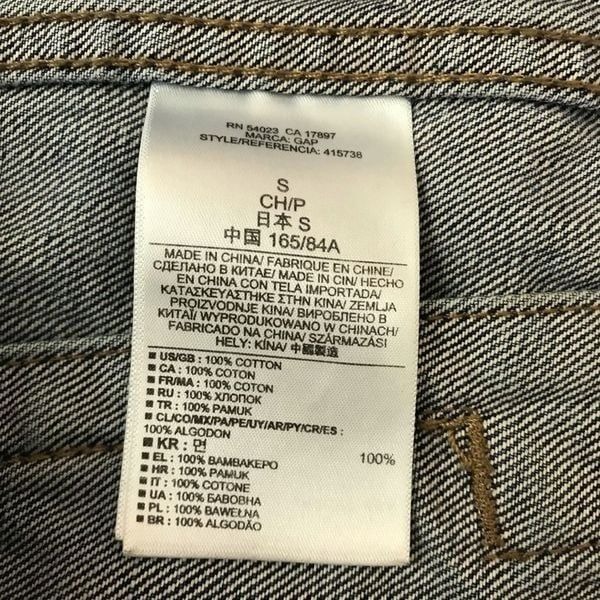 RN 54023 CA 17897
MARCA: GAP
STYLE/REFERENCIA: 415738
S
CH/P
日本 S
中国 165/84A
MADE IN CHINA/ FABRIQUE EN CHINE/
СДЕЛАНО В КИТАЕ/ MADE IN CIN/ HECHO
EN CHINA CON TELA IMPORTADA/
ΚΑΤΑΣΚΕΥΑΣΤΗΚΕ ΣΤΗΝ ΚΙΝΑ/ ZEMLJA
PROIZVODNJE KINA/ ВИРОБЛЕНО В
КИТАЇ/ WYPRODUKOWANO W CHINACH/
FABRICADO NA CHINA/ SZÁRMAZÁSI
HELY: KÍNA/ 中國製造
■ US/GB : 100% COTTON
■ CA : 100% COTON
■ FR/MA : 100% COTON
■ RU : 100% ХЛОПОК
■ TR : 100% PAMUK
■ CL/CO/MX/PA/PE/UY/AR/PY/CR/ES :
100% ALGODON
■ KR : 면 100%
■ EL : 100% ΒΑΜΒΑΚΕΡΟ
■ HR : 100% PAMUK
■ IT : 100% COTONE
■ UA : 100% БАВОВНА
■ PL : 100% BAWEŁNA
■ BR : 100% ALGODÃO